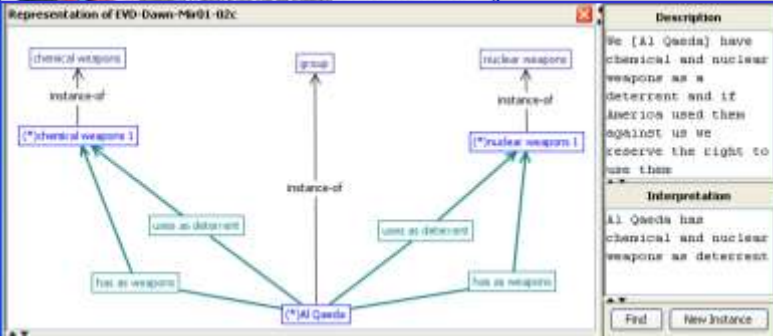 Representation of EVD-Dawn-Mir01-02c
chemical weapons
group
nuclear weapons
instance-of
instance-of
(*)chemical weapons 1
(*)nuclear weapons 1
instance-of
uses as deterrent
uses as deterrent
has as weapons
has as weapons
(*)Al Qaeda
Description
We [Al Qaeda] have
chemical and nuclear
weapons as a
deterrent and if
America used them
against us we
reserve the right to
use them
Interpretation
Al Qaeda has
chemical and nuclear
weapons as deterrent
Find
New Instance